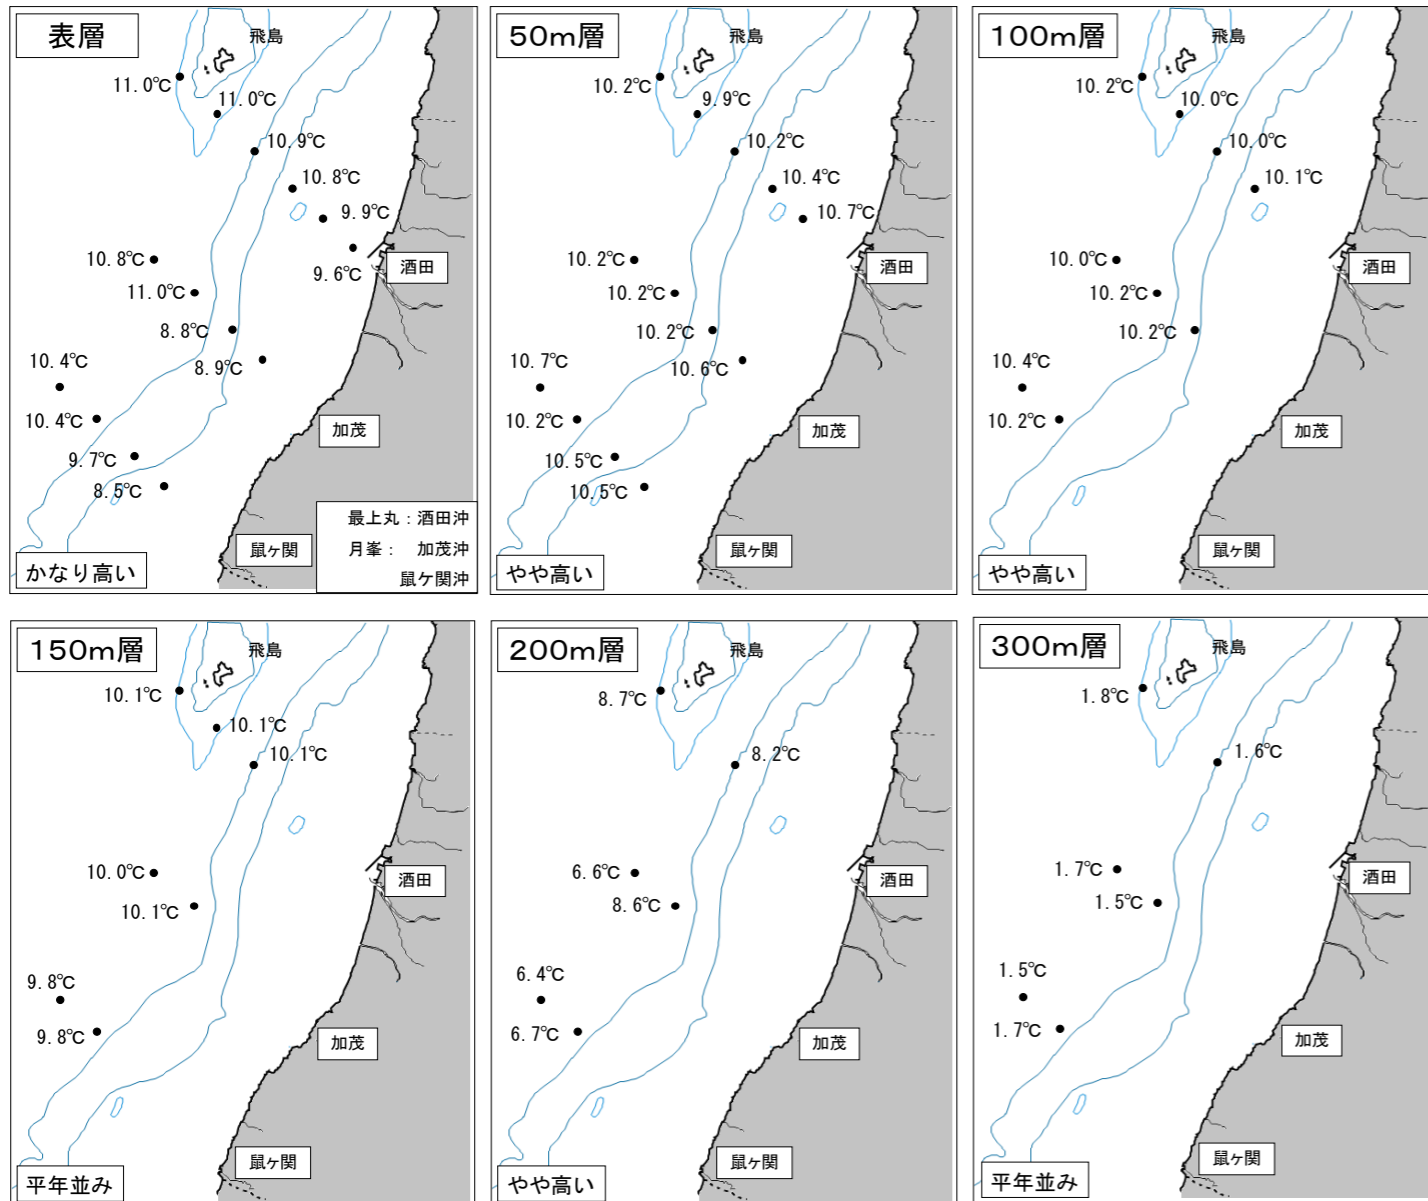 表層
飛島
11.0℃
11.0℃
10.9℃
10.8℃
9.9℃
9.6℃
酒田
10.8℃
11.0℃
8.8℃
8.9℃
10.4℃
10.4℃
9.7℃
8.5℃
加茂
鼠ヶ関
最上丸：酒田沖
月峯： 加茂沖
鼠ケ関沖
かなり高い
50m層
飛島
10.2℃
9.9℃
10.2℃
10.4℃
10.7℃
酒田
10.2℃
10.2℃
10.2℃
10.6℃
10.7℃
10.2℃
10.5℃
10.5℃
加茂
鼠ヶ関
やや高い
100m層
飛島
10.2℃
10.0℃
10.0℃
10.1℃
酒田
10.0℃
10.2℃
10.2℃
10.4℃
10.2℃
加茂
鼠ヶ関
やや高い
150m層
飛島
10.1℃
10.1℃
10.1℃
10.0℃
酒田
10.1℃
9.8℃
9.8℃
加茂
鼠ヶ関
平年並み
200m層
飛島
8.7℃
8.2℃
6.6℃
酒田
8.6℃
6.4℃
6.7℃
加茂
鼠ヶ関
やや高い
300m層
飛島
1.8℃
1.6℃
1.7℃
酒田
1.5℃
1.5℃
1.7℃
加茂
鼠ヶ関
平年並み